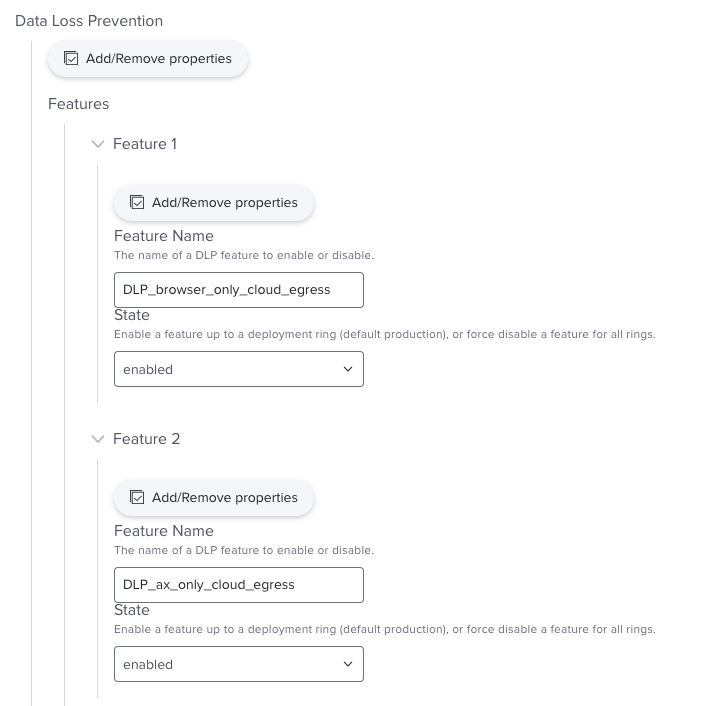 Data Loss Prevention
Add/Remove properties
Features
Feature 1
Add/Remove properties
Feature Name
The name of a DLP feature to enable or disable.
DLP_browser_only_cloud_egress
State
Enable a feature up to a deployment ring (default production), or force disable a feature for all rings.
enabled
Feature 2
Add/Remove properties
Feature Name
The name of a DLP feature to enable or disable.
DLP_ax_only_cloud_egress
State
Enable a feature up to a deployment ring (default production), or force disable a feature for all rings.
enabled